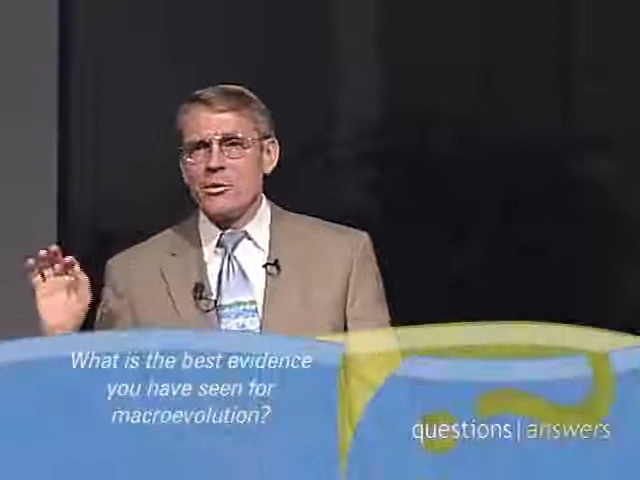 What is the best evidence
you have seen for
macroevolution?
questions|answers